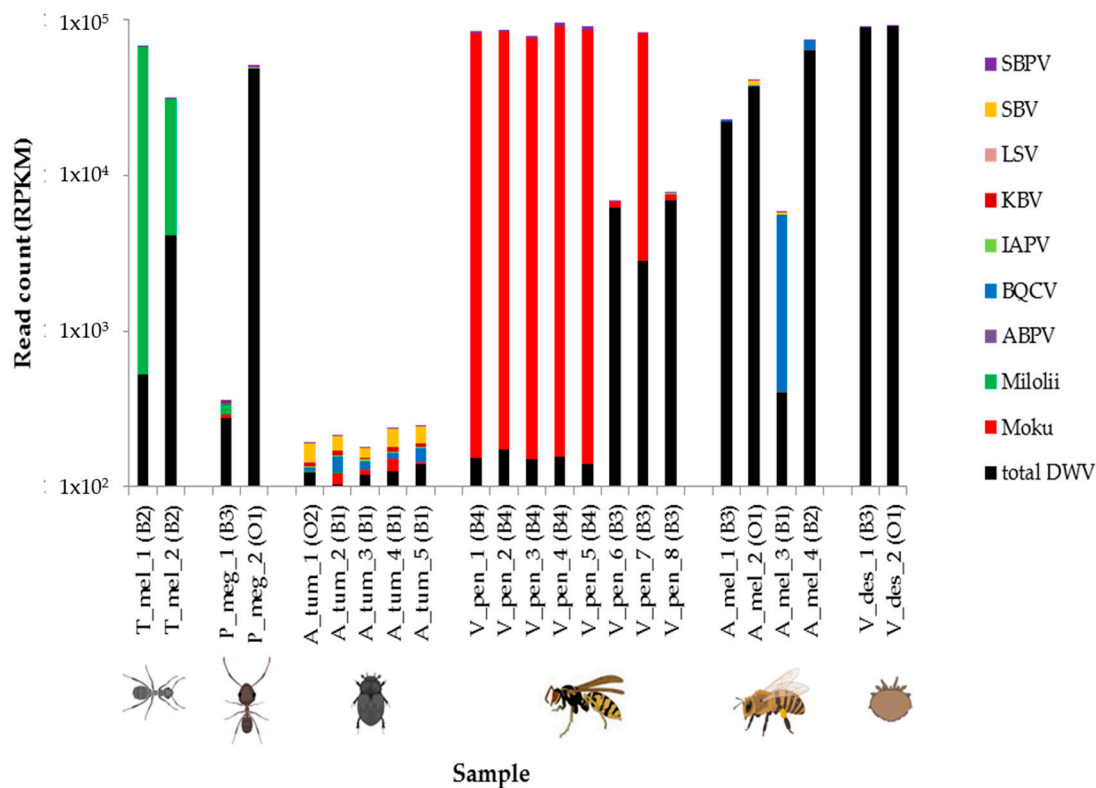 Read count (RPKM)
1x10⁵
1x10⁴
1x10³
1x10²
SBPV
SBV
LSV
KBV
IAPV
BQCV
ABPV
Milolii
Moku
total DWV
T_mel_1 (B2)
T_mel_2 (B2)
P_meg_1 (B3)
P_meg_2 (O1)
A_tum_1 (O2)
A_tum_2 (B1)
A_tum_3 (B1)
A_tum_4 (B1)
A_tum_5 (B1)
V_pen_1 (B4)
V_pen_2 (B4)
V_pen_3 (B4)
V_pen_4 (B4)
V_pen_5 (B4)
V_pen_6 (B3)
V_pen_7 (B3)
V_pen_8 (B3)
A_mel_1 (B3)
A_mel_2 (O1)
A_mel_3 (B1)
A_mel_4 (B2)
V_des_1 (B3)
V_des_2 (O1)
Sample